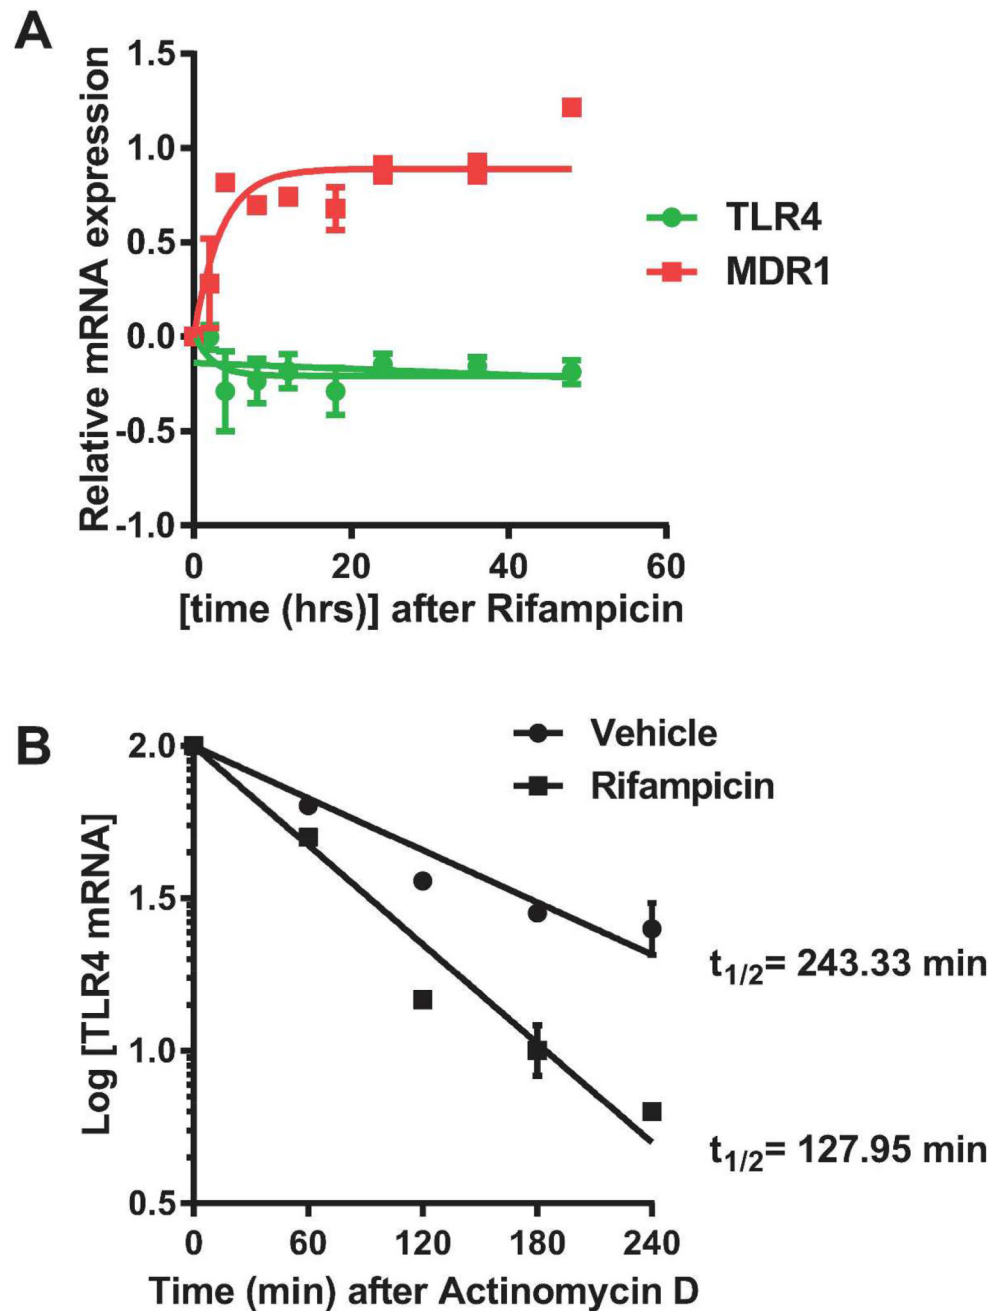 A
Relative mRNA expression
1.5
1.0
0.5
0.0
-0.5
-1.0
0 20 40 60
[time (hrs)] after Rifampicin
TLR4
MDR1
B
Log [TLR4 mRNA]
2.0
1.5
1.0
0.5
0 60 120 180 240
Time (min) after Actinomycin D
Vehicle
Rifampicin
t1/2= 243.33 min
t1/2= 127.95 min